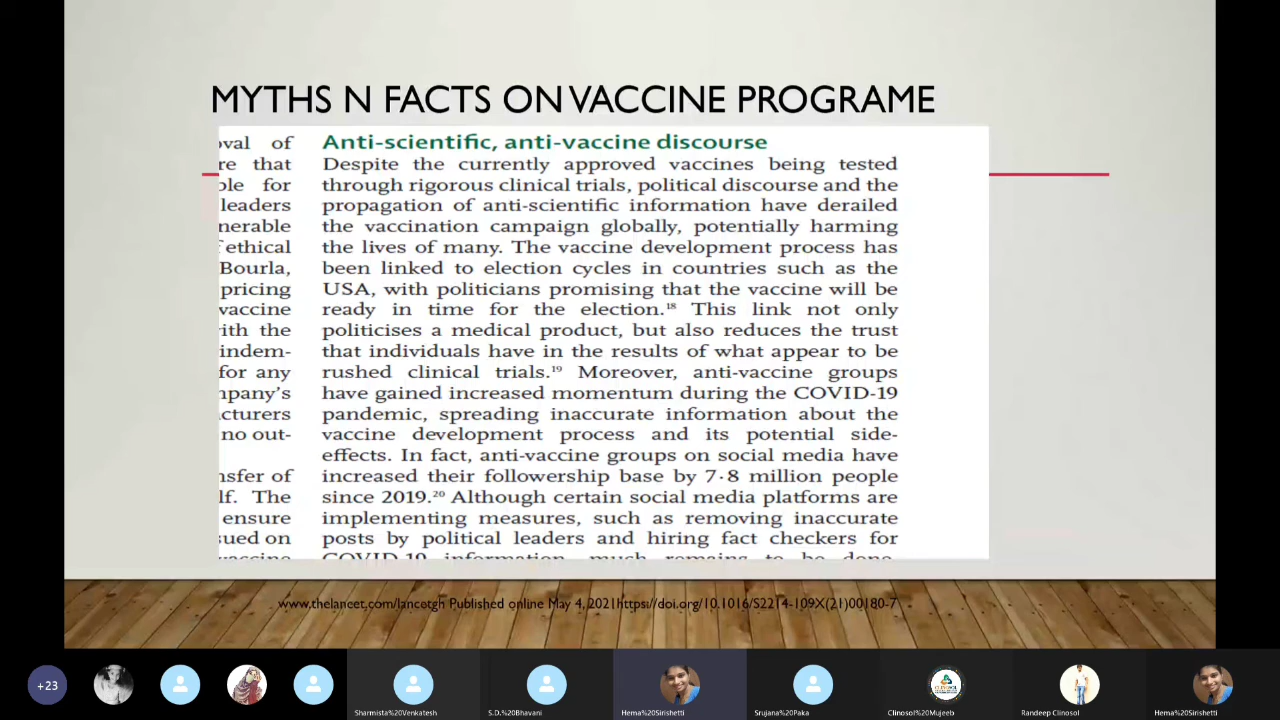 MYTHS N FACTS ON VACCINE PROGRAME
oval of
re that
ble for
leaders
nerable
f ethical
Bourla,
pricing
vaccine
ith the
indem-
for any
npany's
cturers
no out-
nsfer of
lf. The
ensure
sued on
vaccine
Anti-scientific, anti-vaccine discourse
Despite the currently approved vaccines being tested
through rigorous clinical trials, political discourse and the
propagation of anti-scientific information have derailed
the vaccination campaign globally, potentially harming
the lives of many. The vaccine development process has
been linked to election cycles in countries such as the
USA, with politicians promising that the vaccine will be
ready in time for the election.¹⁸ This link not only
politicises a medical product, but also reduces the trust
that individuals have in the results of what appear to be
rushed clinical trials.¹⁹ Moreover, anti-vaccine groups
have gained increased momentum during the COVID-19
pandemic, spreading inaccurate information about the
vaccine development process and its potential side-
effects. In fact, anti-vaccine groups on social media have
increased their followership base by 7·8 million people
since 2019.²⁰ Although certain social media platforms are
implementing measures, such as removing inaccurate
posts by political leaders and hiring fact checkers for
COVID-19 information, much remains to be done.
www.thelancet.com/lancetgh Published online May 4, 2021https://doi.org/10.1016/S2214-109X(21)00180-7
+23
Sharmista%20Venkatesh
S.D.%20Bhavani
Hema%20Sirishetti
Srujana%20Paka
CLINOSOL
Clinosol%20Mujeeb
Randeep Clinosol
Hema%20Sirishetti